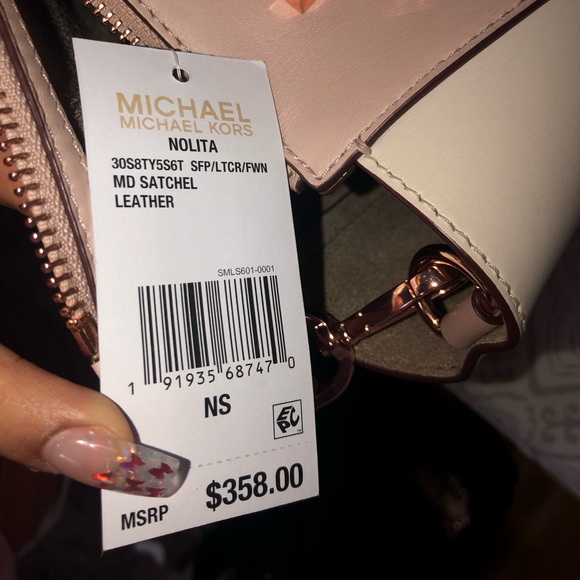 MICHAEL
MICHAEL KORS
NOLITA
30S8TY5S6T SFP/LTCR/FWN
MD SATCHEL
LEATHER
SMLS601-0001
1 91935 68747 0
NS
EPC
MSRP $358.00